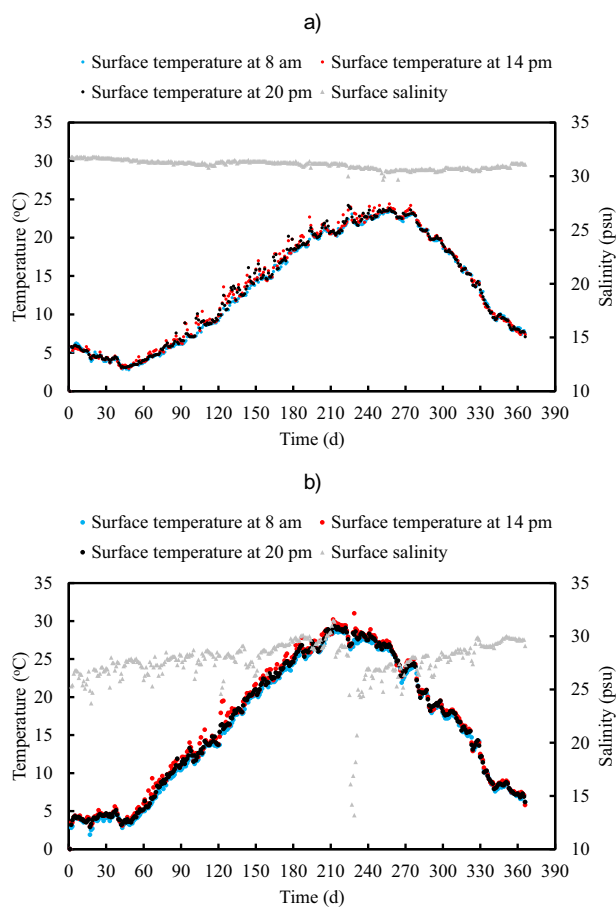 a)
Surface temperature at 8 am Surface temperature at 14 pm
Surface temperature at 20 pm Surface salinity
35 35
30 30
25
25
20
20
15
10 15
5
0 10
0 30 60 90 120 150 180 210 240 270 300 330 360 390
Temperature (°C)
Salinity (psu)
Time (d)
b)
Surface temperature at 8 am Surface temperature at 14 pm
Surface temperature at 20 pm Surface salinity
35 35
30 30
25
25
20
20
15
10 15
5
0 10
0 30 60 90 120 150 180 210 240 270 300 330 360 390
Temperature (°C)
Salinity (psu)
Time (d)